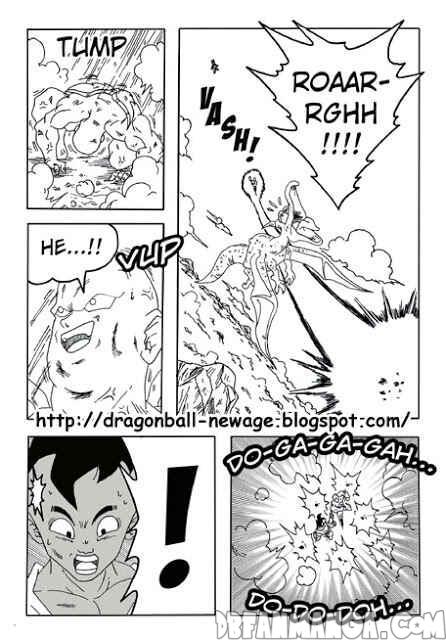 TUMP
ROAAR-
RGHH
!!!!
VASH!
HE...!!
VUP
http://dragonball-newage.blogspot.com/
!
DO-GA-GA-GAH...
DO-DO-DOH...
DBFANMANGA.COM